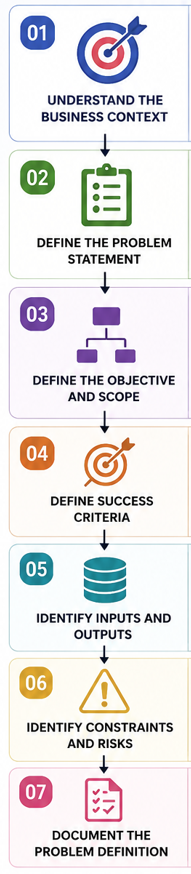 01
UNDERSTAND THE
BUSINESS CONTEXT
02
DEFINE THE PROBLEM
STATEMENT
03
DEFINE THE OBJECTIVE
AND SCOPE
04
DEFINE SUCCESS
CRITERIA
05
IDENTIFY INPUTS AND
OUTPUTS
06
IDENTIFY CONSTRAINTS
AND RISKS
07
DOCUMENT THE
PROBLEM DEFINITION